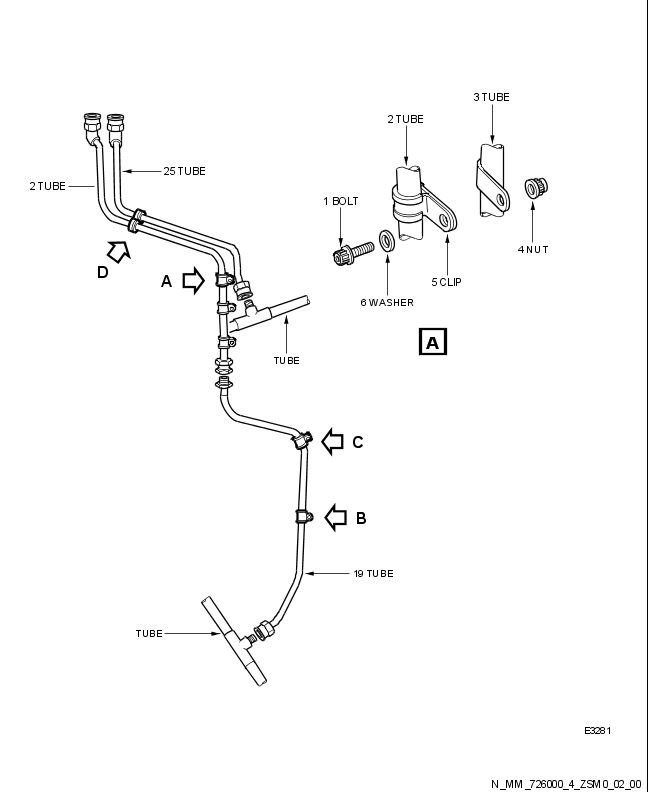 3 TUBE
2 TUBE
25 TUBE
2 TUBE
1 BOLT
4 NUT
D
A
5 CLIP
6 WASHER
A
TUBE
C
B
19 TUBE
TUBE
E3281
N_MM_726000_4_ZSM0_02_00